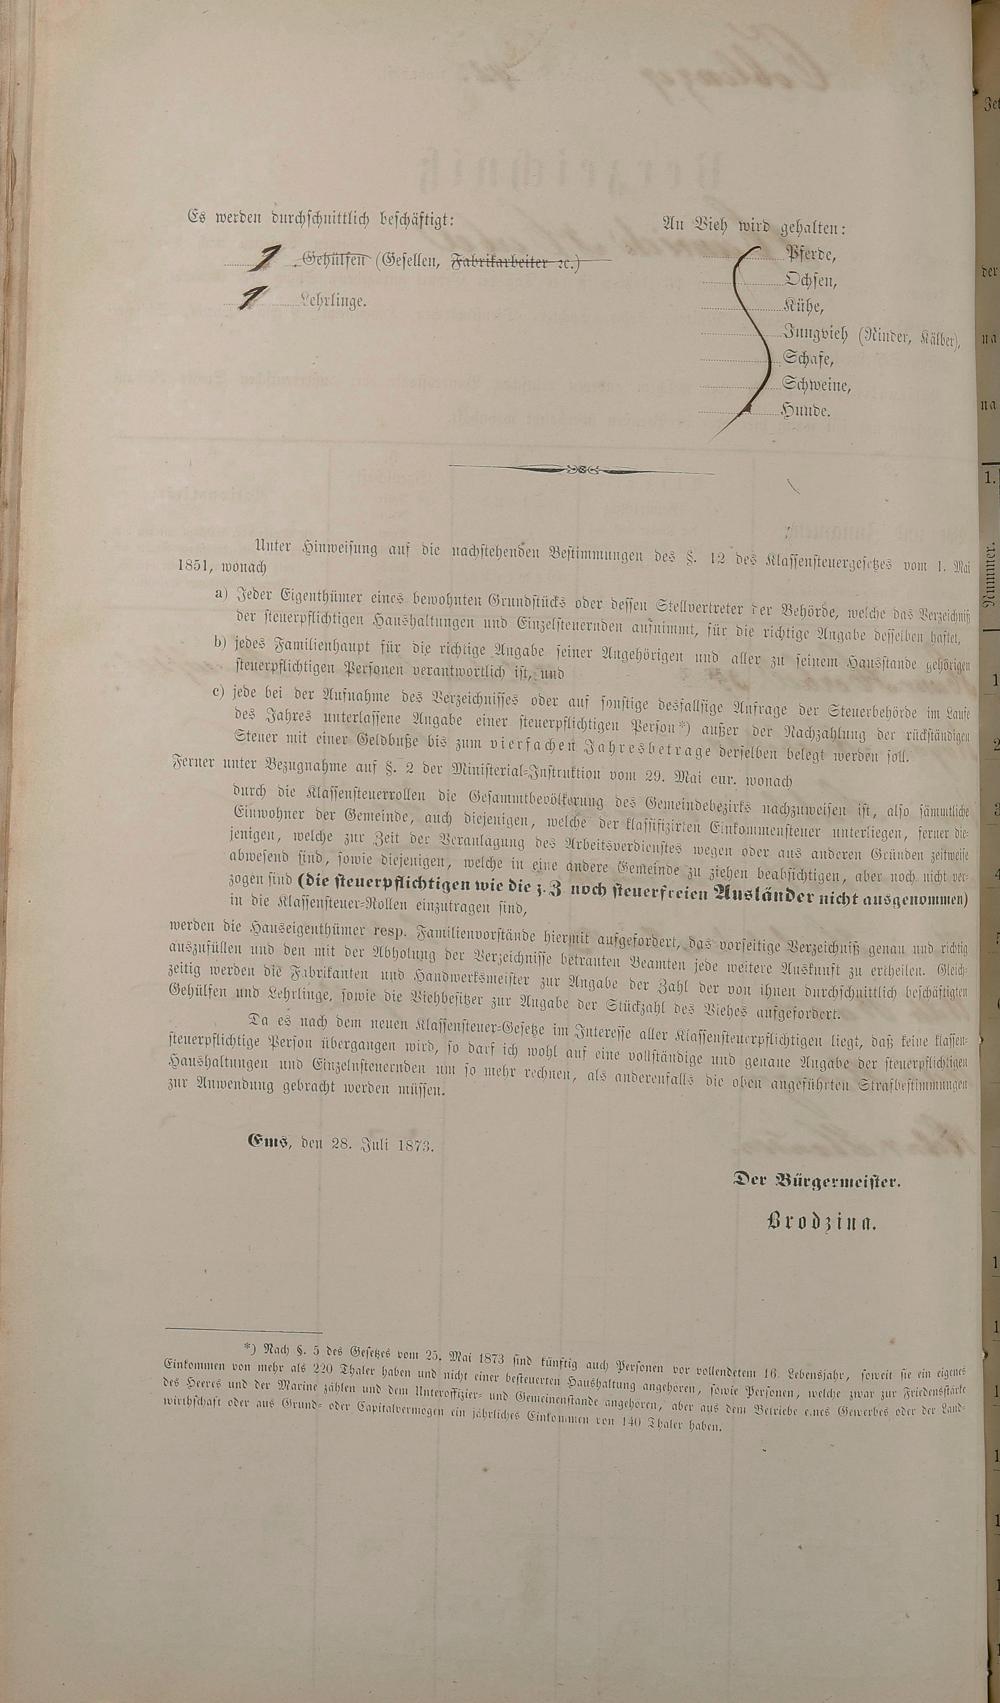 Es werden durchschnittlich beschäftigt:
1 Gehülfen (Gesellen, Fabrikarbeiter ꝛc.)
1 Lehrlinge.
An Vieh wird gehalten:
Pferde,
Ochsen,
Kühe,
Jungvieh (Rinder, Kälber),
Schafe,
Schweine,
Hunde.
Unter Hinweisung auf die nachstehenden Bestimmungen des §. 12 des Klassensteuergesetzes vom 1. Mai
1851, wonach
a) Jeder Eigenthümer eines bewohnten Grundstücks oder dessen Stellvertreter der Behörde, welche das Verzeichniß
der steuerpflichtigen Haushaltungen und Einzelsteuernden aufnimmt, für die richtige Angabe desselben haftet,
b) jedes Familienhaupt für die richtige Angabe seiner Angehörigen und aller zu seinem Hausstande gehörigen
steuerpflichtigen Personen verantwortlich ist, und
c) jede bei der Aufnahme des Verzeichnisses oder auf sonstige desfallsige Anfrage der Steuerbehörde im Laufe
des Jahres unterlassene Angabe einer steuerpflichtigen Person*) außer der Nachzahlung der rückständigen
Steuer mit einer Geldbuße bis zum vierfachen Jahresbetrage derselben belegt werden soll.
Ferner unter Bezugnahme auf §. 2 der Ministerial-Instruktion vom 29. Mai cur. wonach
durch die Klassensteuerrollen die Gesammtbevölkerung des Gemeindebezirks nachzuweisen ist, also sämmtliche
Einwohner der Gemeinde, auch diejenigen, welche der klassifizirten Einkommensteuer unterliegen, ferner die-
jenigen, welche zur Zeit der Veranlagung des Arbeitsverdienstes wegen oder aus anderen Gründen zeitweise
abwesend sind, sowie diejenigen, welche in eine andere Gemeinde zu ziehen beabsichtigen, aber noch nicht ver-
zogen sind (die steuerpflichtigen wie die z. Z noch steuerfreien Ausländer nicht ausgenommen)
in die Klassensteuer-Rollen einzutragen sind,
werden die Hauseigenthümer resp. Familienvorstände hiermit aufgefordert, das vorseitige Verzeichniß genau und richtig
auszufüllen und den mit der Abholung der Verzeichnisse betrauten Beamten jede weitere Auskunft zu ertheilen. Gleich-
zeitig werden die Fabrikanten und Handwerksmeister zur Angabe der Zahl der von ihnen durchschnittlich beschäftigten
Gehülfen und Lehrlinge, sowie die Viehbesitzer zur Angabe der Stückzahl des Viehes aufgefordert.
Da es nach dem neuen Klassensteuer-Gesetze im Interesse aller Klassensteuerpflichtigen liegt, daß keine klassen-
steuerpflichtige Person übergangen wird, so darf ich wohl auf eine vollständige und genaue Angabe der steuerpflichtigen
Haushaltungen und Einzelnsteuernden um so mehr rechnen, als anderenfalls die oben angeführten Strafbestimmungen
zur Anwendung gebracht werden müssen.
Ems, den 28. Juli 1873.
Der Bürgermeister.
Brodzina.
*) Nach §. 5 des Gesetzes vom 25. Mai 1873 sind künftig auch Personen vor vollendetem 16. Lebensjahr, soweit sie ein eigenes
Einkommen von mehr als 220 Thaler haben und nicht einer besteuerten Haushaltung angehören, sowie Personen, welche zwar zur Friedensstärke
des Heeres und der Marine zählen und dem Unteroffizier- und Gemeinenstande angehören, aber aus dem Betriebe eines Gewerbes oder der Land-
wirthschaft oder aus Grund- oder Capitalvermögen ein jährliches Einkommen von 140 Thaler haben.